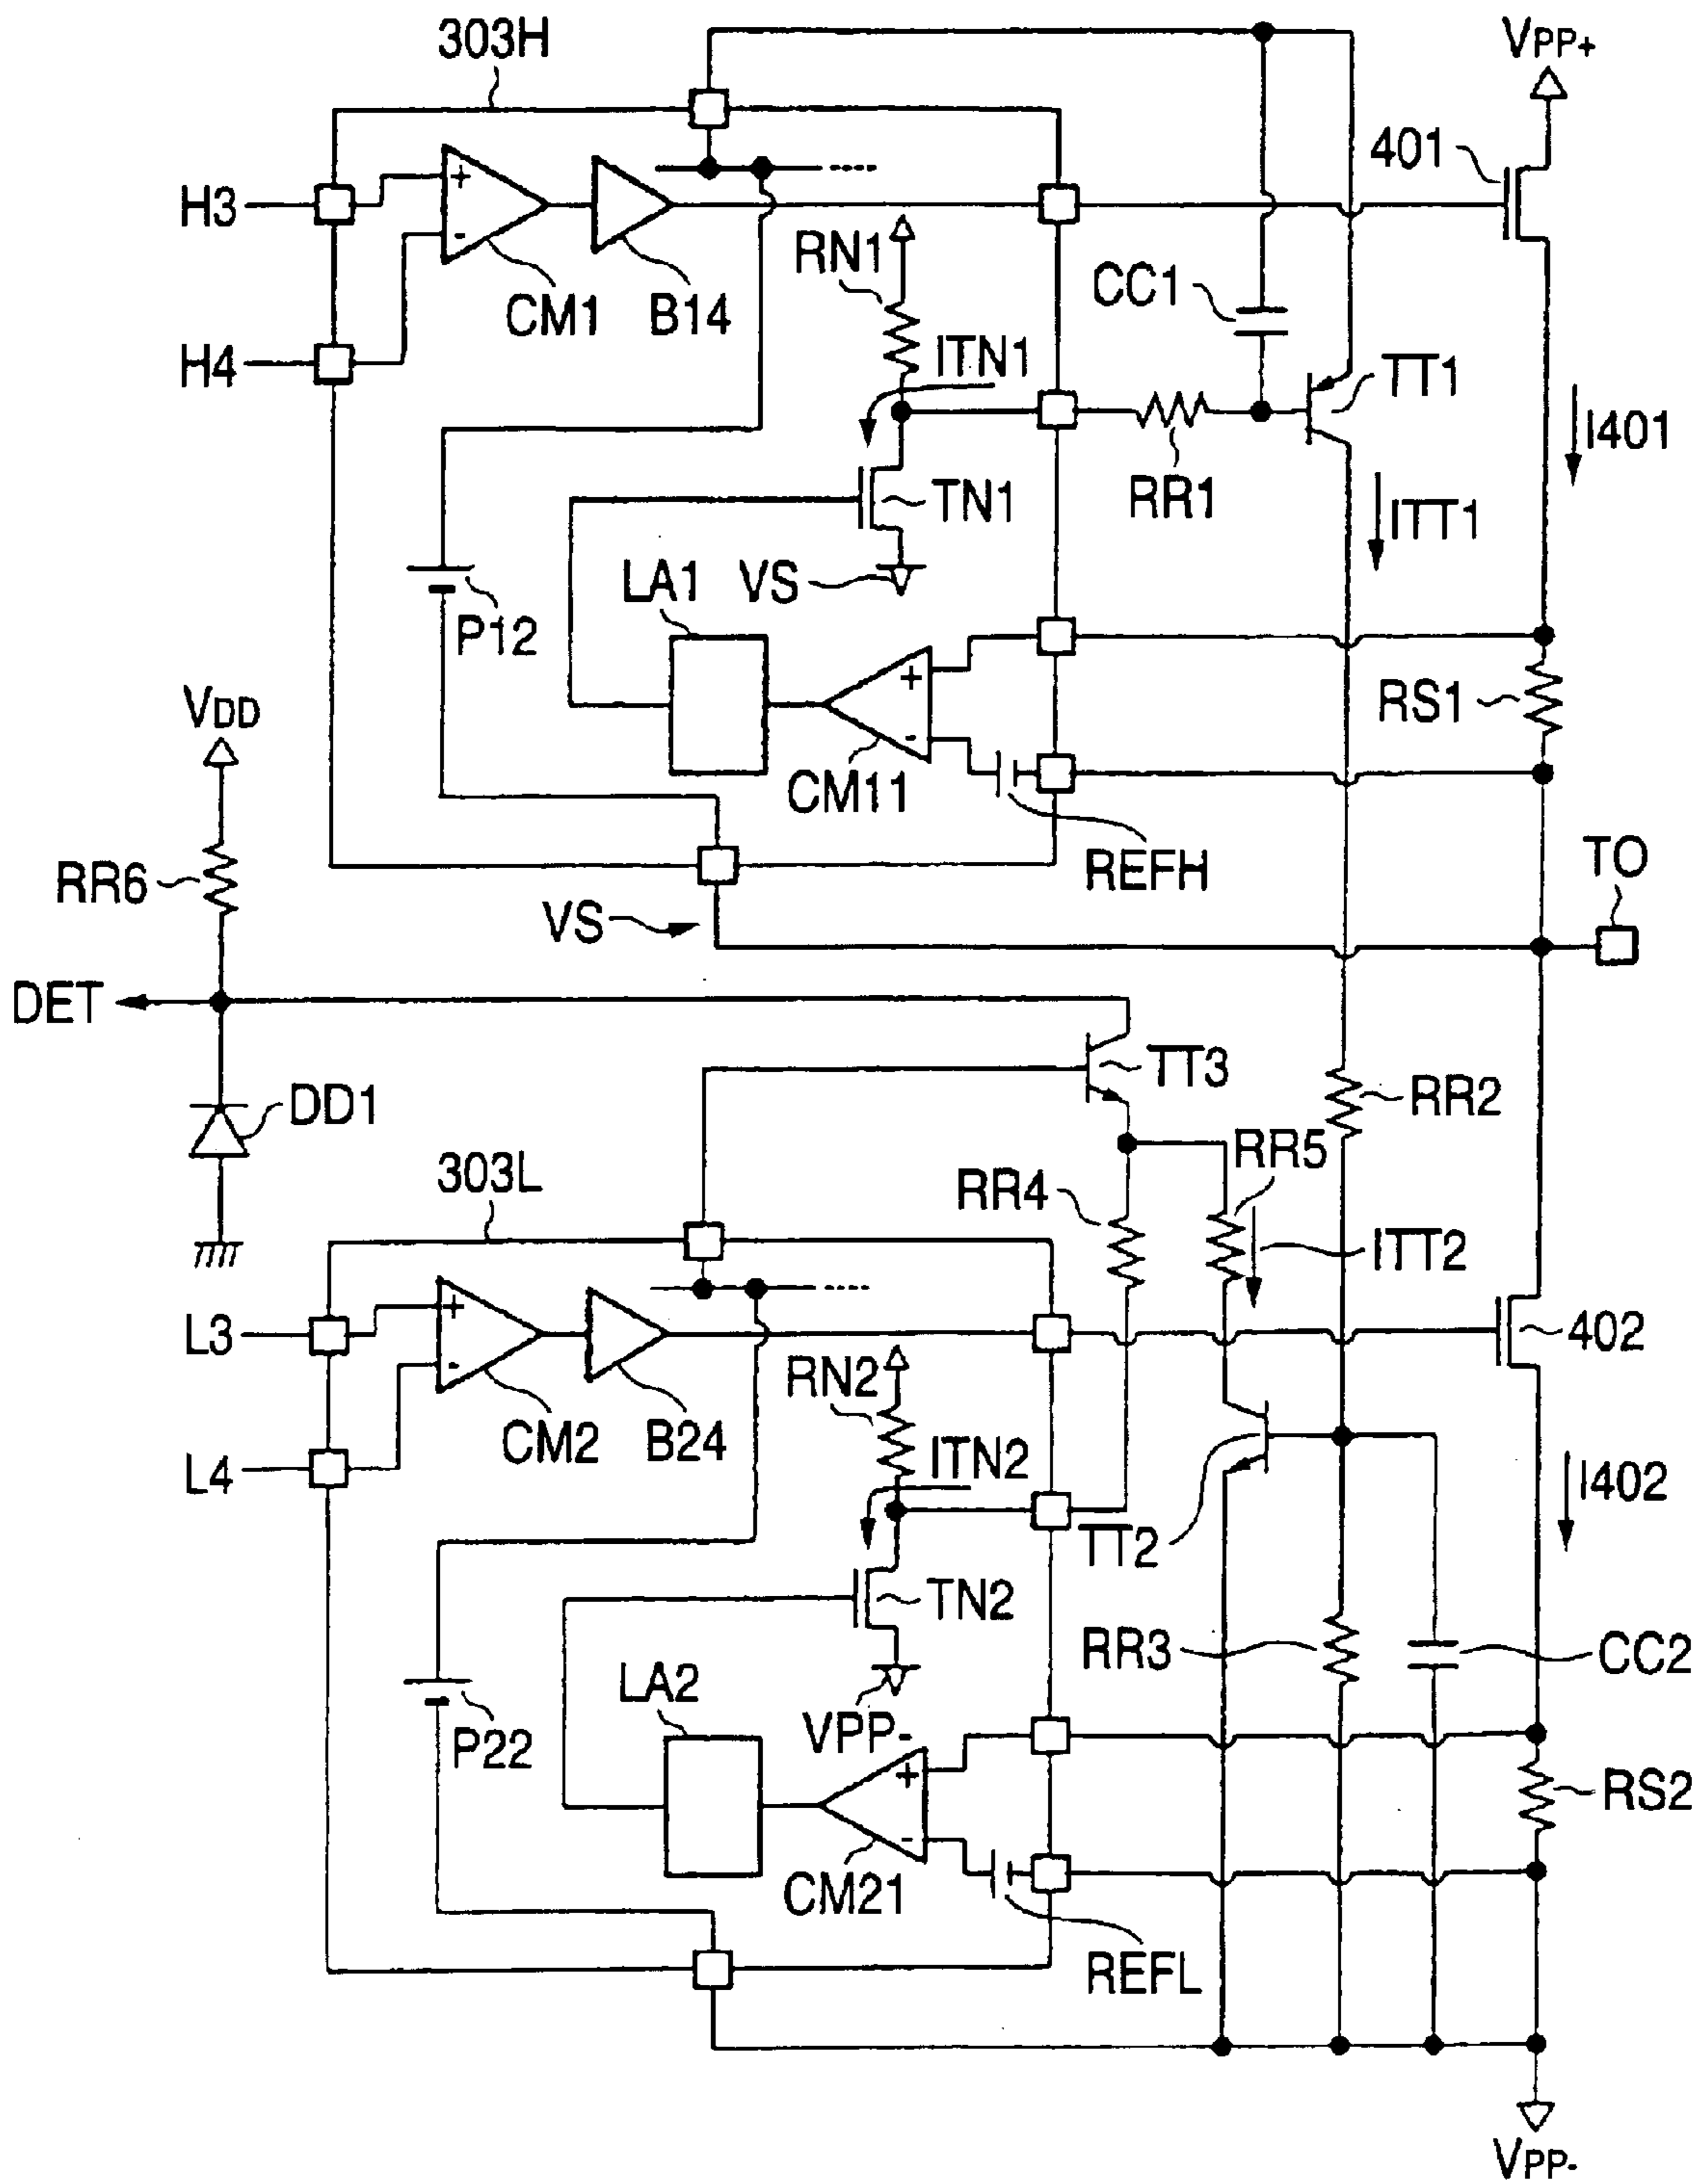 303H
VPP+
401
H3
RN1
CC1
CM1
B14
H4
ITN1
TT1
I401
RR1
TN1
ITT1
LA1
VS
P12
RS1
VDD
CM11
REFH
TO
RR6
VS
DET
TT3
DD1
RR2
RR5
303L
RR4
ITT2
L3
402
RN2
CM2
B24
ITN2
L4
I402
TT2
TN2
RR3
CC2
LA2
VPP-
P22
RS2
CM21
REFL
VPP-
+
-
+
-
+
-
+
-